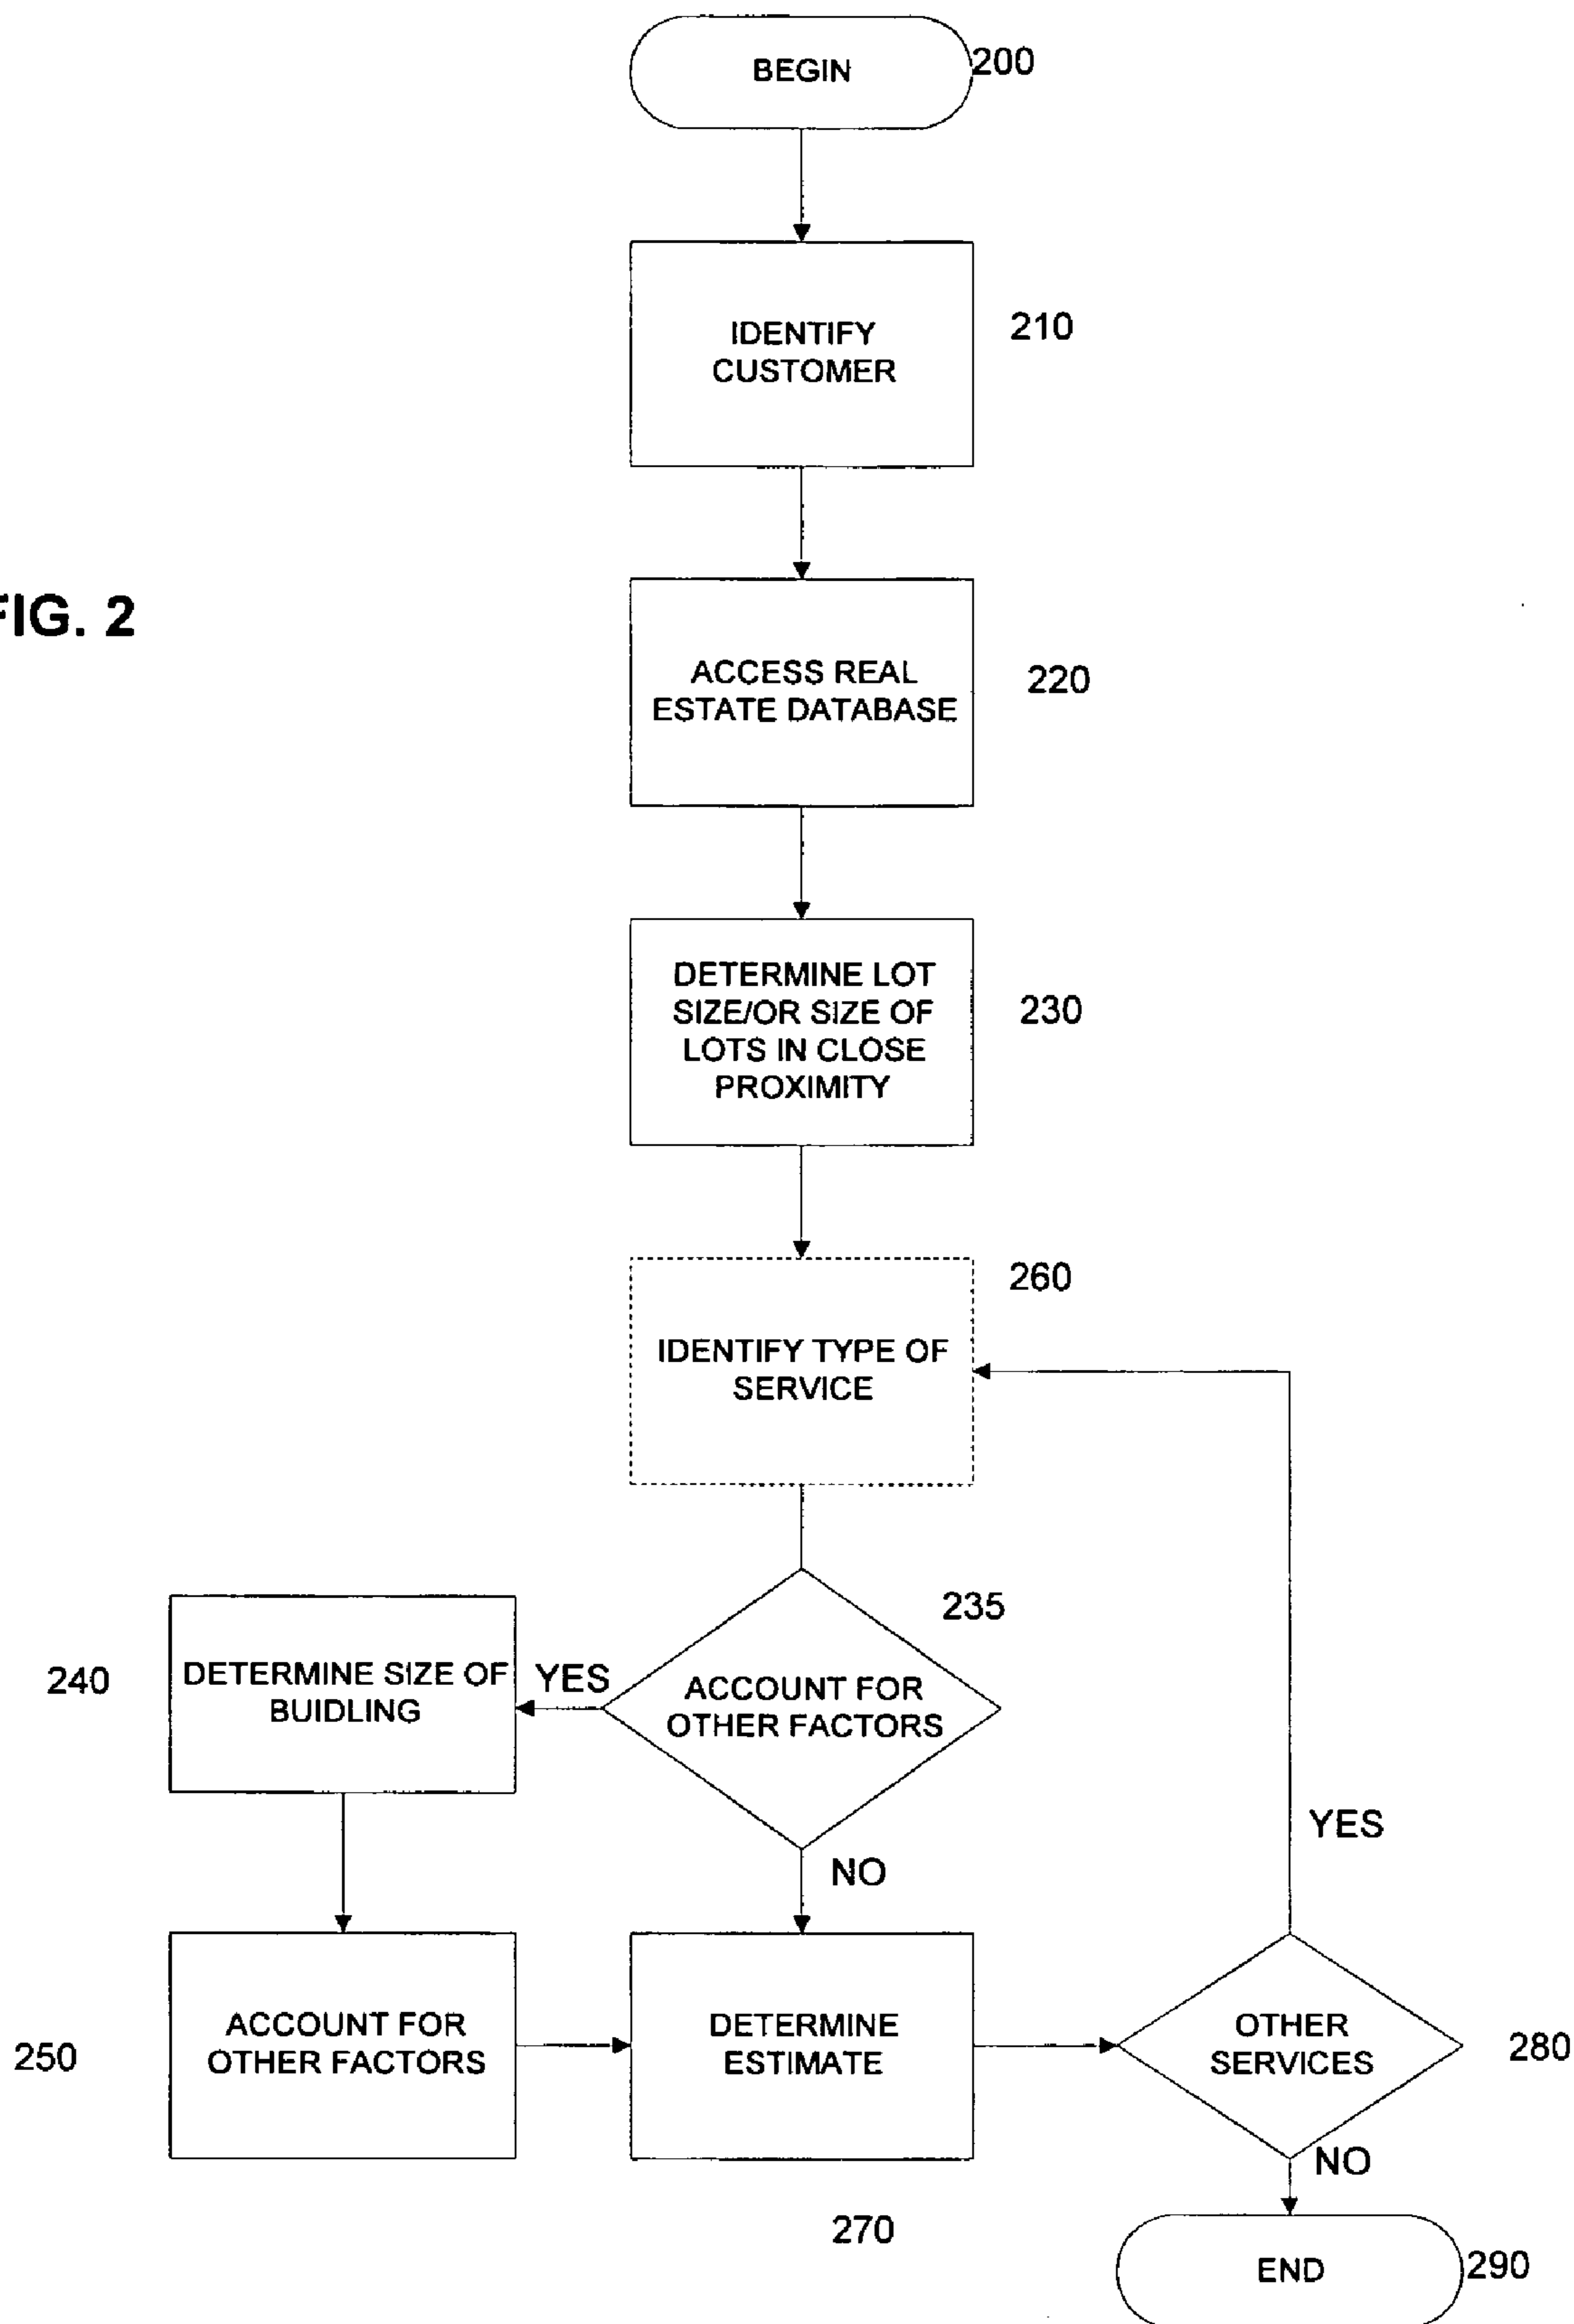 BEGIN
200
IDENTIFY
CUSTOMER
210
FIG. 2
ACCESS REAL
ESTATE DATABASE
220
DETERMINE LOT
SIZE/OR SIZE OF
LOTS IN CLOSE
PROXIMITY
230
260
IDENTIFY TYPE OF
SERVICE
235
240
DETERMINE SIZE OF
BUIDLING
YES
ACCOUNT FOR
OTHER FACTORS
YES
NO
250
ACCOUNT FOR
OTHER FACTORS
DETERMINE
ESTIMATE
OTHER
SERVICES
280
NO
270
END
290